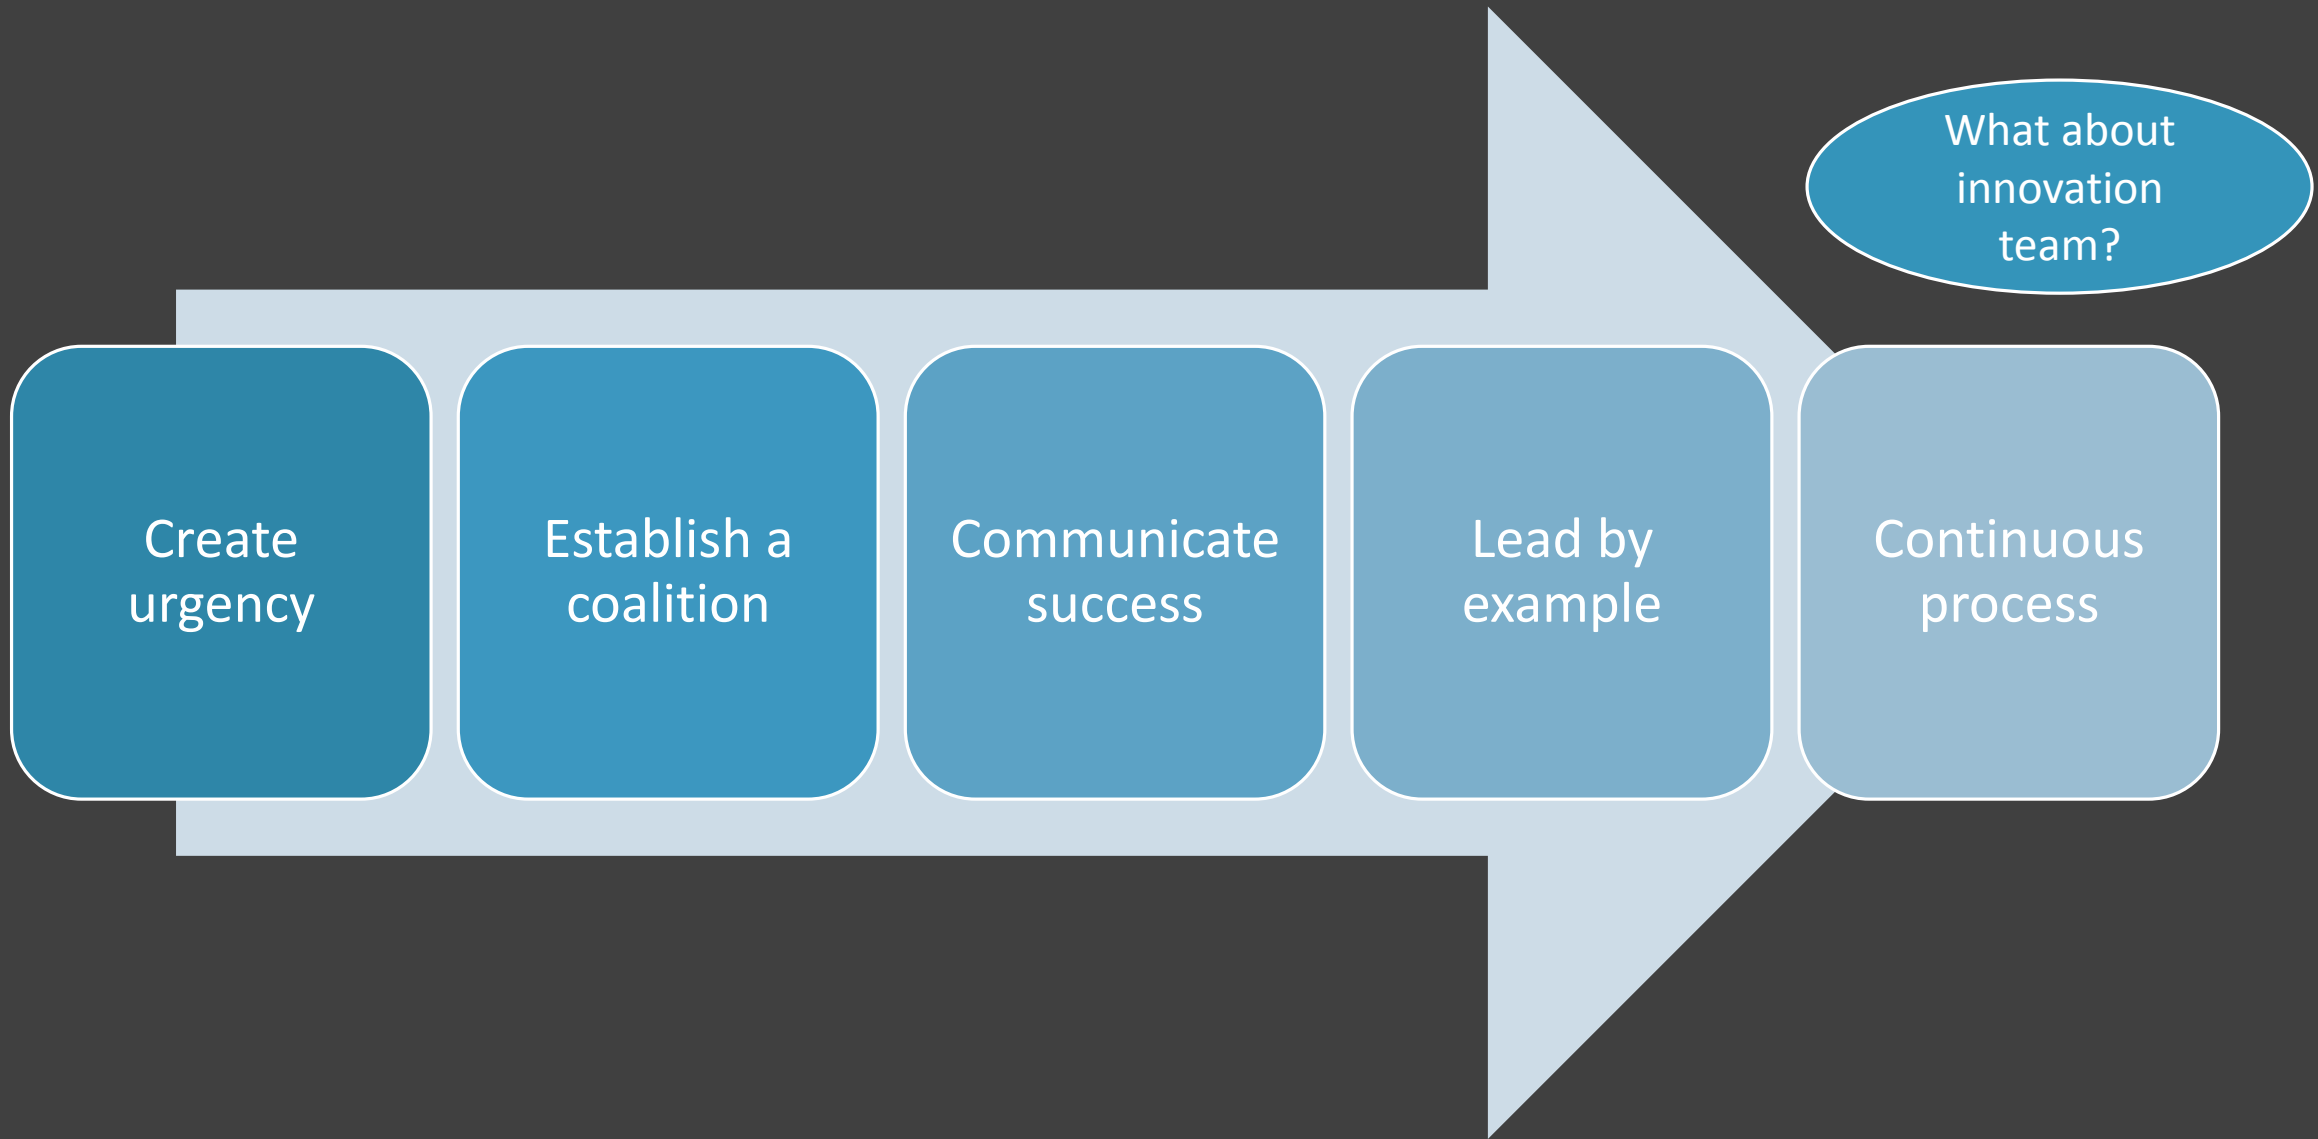 What about
innovation
team?
Create
urgency
Establish a
coalition
Communicate
success
Lead by
example
Continuous
process